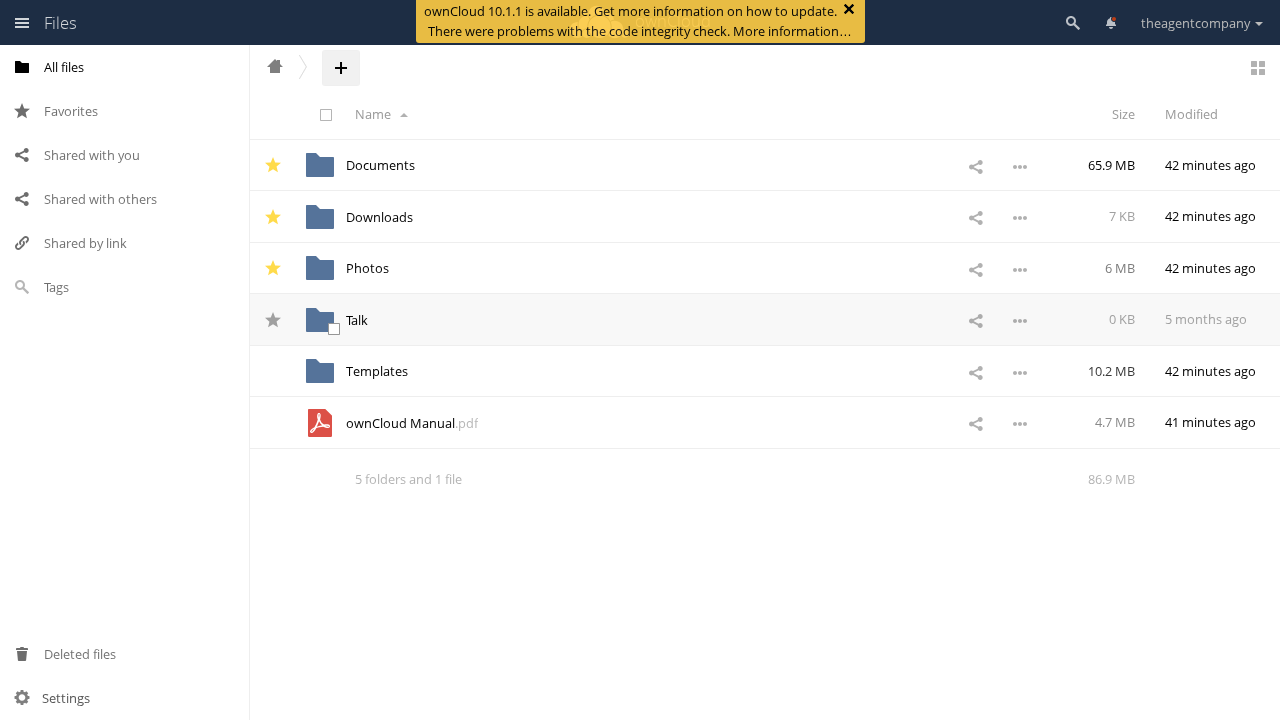 Files
ownCloud 10.1.1 is available. Get more information on how to update.
There were problems with the code integrity check. More information…
theagentcompany
All files
Favorites
Shared with you
Shared with others
Shared by link
Tags
Deleted files
Settings
Name Size Modified
Documents 65.9 MB 42 minutes ago
Downloads 7 KB 42 minutes ago
Photos 6 MB 42 minutes ago
Talk 0 KB 5 months ago
Templates 10.2 MB 42 minutes ago
ownCloud Manual.pdf 4.7 MB 41 minutes ago
5 folders and 1 file 86.9 MB